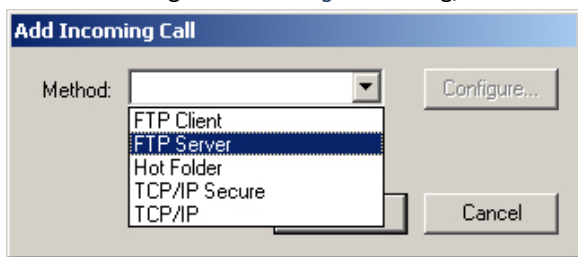 Add Incoming Call
Method:
Configure...
FTP Client
FTP Server
Hot Folder
TCP/IP Secure
TCP/IP
Cancel